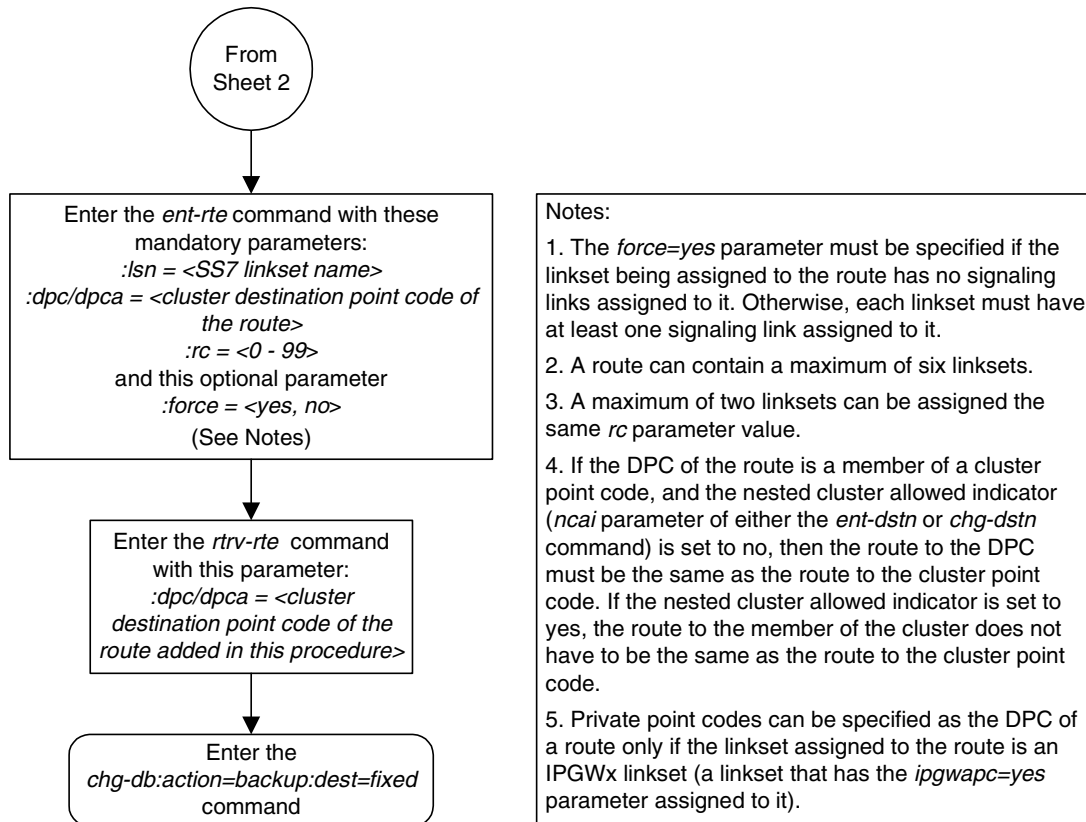 From
Sheet 2
Enter the ent-rte command with these
mandatory parameters:
:lsn = <SS7 linkset name>
:dpc/dpca = <cluster destination point code of
the route>
:rc = <0 - 99>
and this optional parameter
:force = <yes, no>
(See Notes)
Enter the rtrv-rte command
with this parameter:
:dpc/dpca = <cluster
destination point code of the
route added in this procedure>
Enter the
chg-db:action=backup:dest=fixed
command
Notes:
1. The force=yes parameter must be specified if the
linkset being assigned to the route has no signaling
links assigned to it. Otherwise, each linkset must have
at least one signaling link assigned to it.
2. A route can contain a maximum of six linksets.
3. A maximum of two linksets can be assigned the
same rc parameter value.
4. If the DPC of the route is a member of a cluster
point code, and the nested cluster allowed indicator
(ncai parameter of either the ent-dstn or chg-dstn
command) is set to no, then the route to the DPC
must be the same as the route to the cluster point
code. If the nested cluster allowed indicator is set to
yes, the route to the member of the cluster does not
have to be the same as the route to the cluster point
code.
5. Private point codes can be specified as the DPC of
a route only if the linkset assigned to the route is an
IPGWx linkset (a linkset that has the ipgwapc=yes
parameter assigned to it).